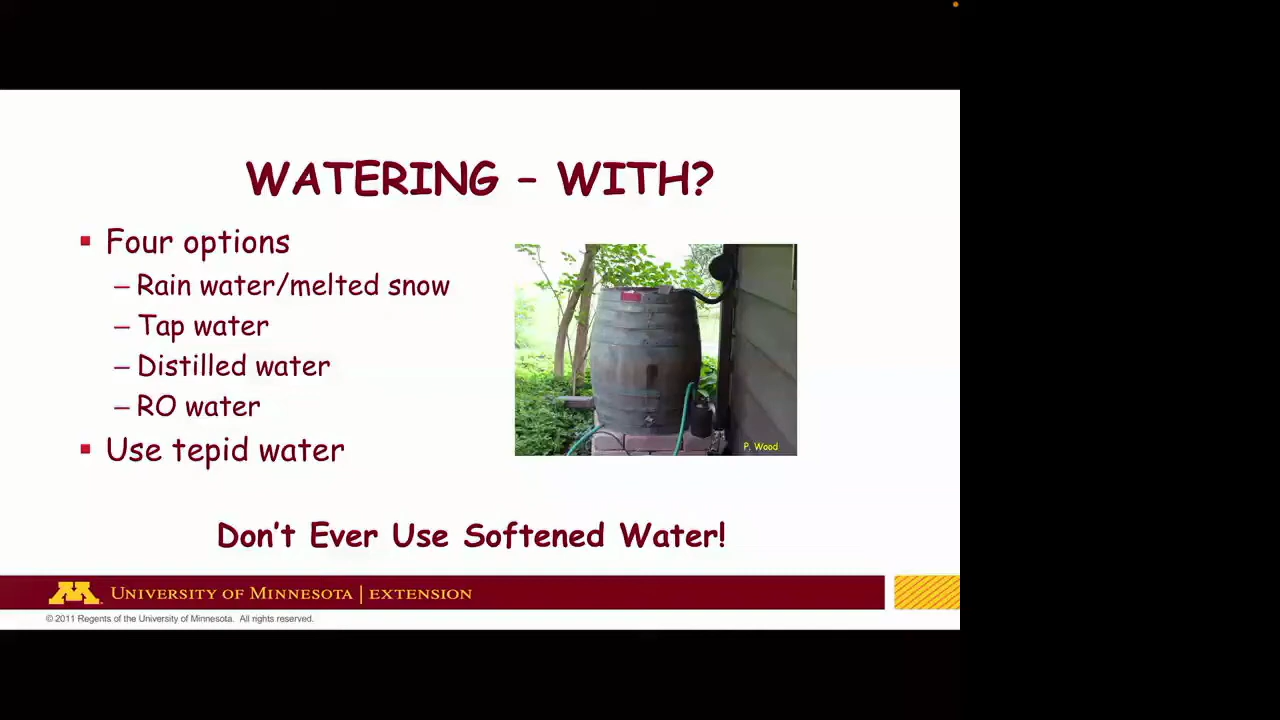 WATERING – WITH?
▪ Four options
– Rain water/melted snow
– Tap water
– Distilled water
– RO water
▪ Use tepid water
P. Wood
Don't Ever Use Softened Water!
UNIVERSITY OF MINNESOTA | EXTENSION
© 2011 Regents of the University of Minnesota. All rights reserved.